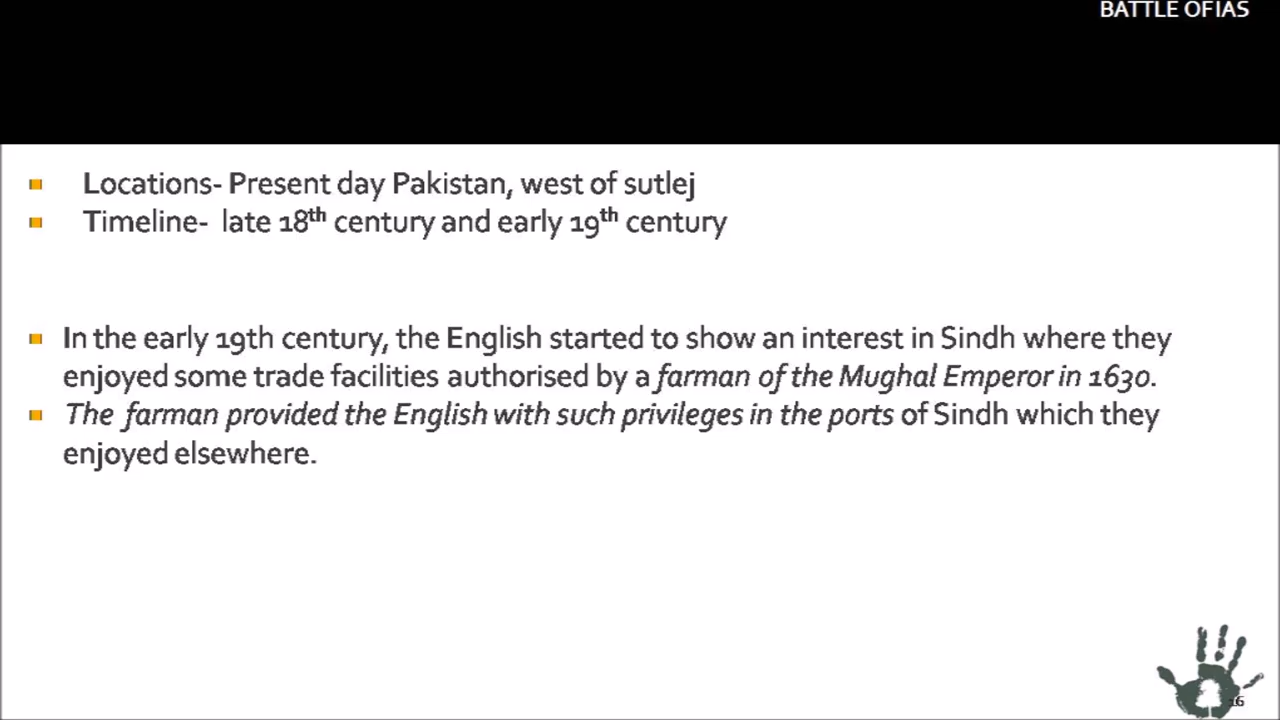 BATTLE OF IAS
Locations- Present day Pakistan, west of sutlej
Timeline- late 18th century and early 19th century
In the early 19th century, the English started to show an interest in Sindh where they
enjoyed some trade facilities authorised by a farman of the Mughal Emperor in 1630.
The farman provided the English with such privileges in the ports of Sindh which they
enjoyed elsewhere.
16